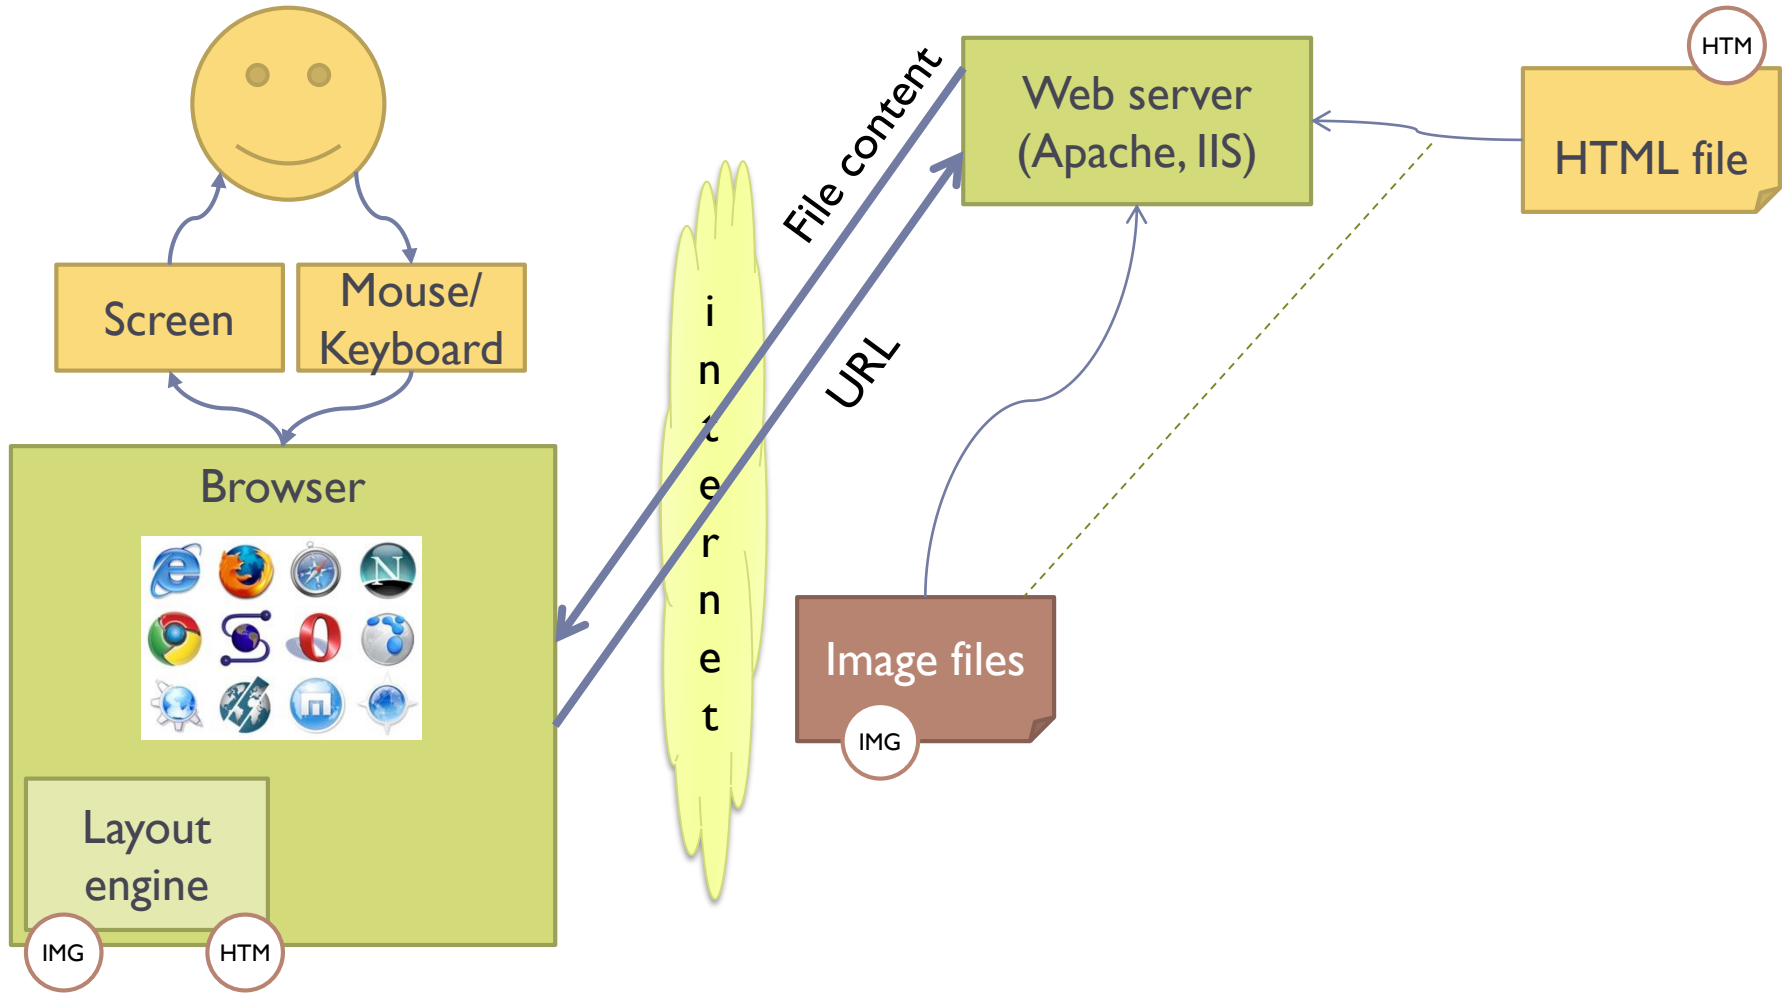 HTM
Web server
(Apache, IIS)
HTML file
File content
Screen
Mouse/
Keyboard
i
n
t
e
r
n
e
t
URL
Browser
N
Image files
IMG
Layout
engine
IMG
HTM